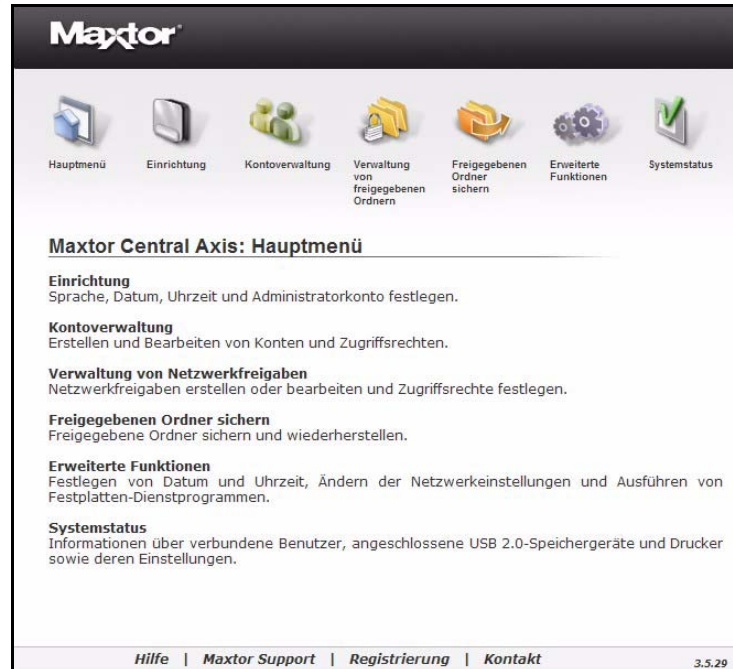 Maxtor
Hauptmenü
Einrichtung
Kontoverwaltung
Verwaltung
von
freigegebenen
Ordnern
Freigegebenen
Ordner
sichern
Erweiterte
Funktionen
Systemstatus
Maxtor Central Axis: Hauptmenü
Einrichtung
Sprache, Datum, Uhrzeit und Administratorkonto festlegen.
Kontoverwaltung
Erstellen und Bearbeiten von Konten und Zugriffsrechten.
Verwaltung von Netzwerkfreigaben
Netzwerkfreigaben erstellen oder bearbeiten und Zugriffsrechte festlegen.
Freigegebenen Ordner sichern
Freigegebene Ordner sichern und wiederherstellen.
Erweiterte Funktionen
Festlegen von Datum und Uhrzeit, Ändern der Netzwerkeinstellungen und Ausführen von
Festplatten-Dienstprogrammen.
Systemstatus
Informationen über verbundene Benutzer, angeschlossene USB 2.0-Speichergeräte und Drucker
sowie deren Einstellungen.
Hilfe | Maxtor Support | Registrierung | Kontakt
3.5.29